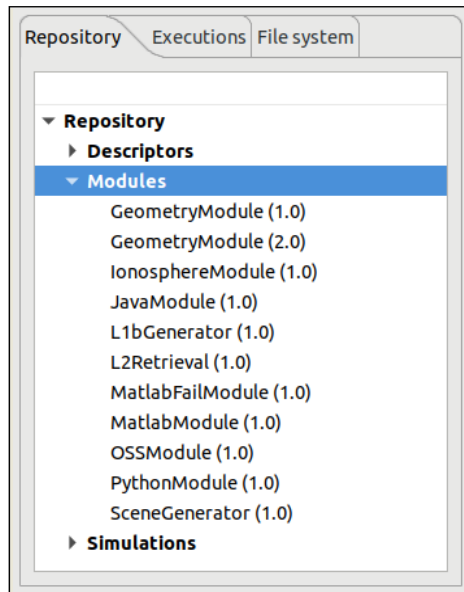 Repository Executions File system
Repository
Descriptors
Modules
GeometryModule (1.0)
GeometryModule (2.0)
IonosphereModule (1.0)
JavaModule (1.0)
L1bGenerator (1.0)
L2Retrieval (1.0)
MatlabFailModule (1.0)
MatlabModule (1.0)
OSSModule (1.0)
PythonModule (1.0)
SceneGenerator (1.0)
Simulations